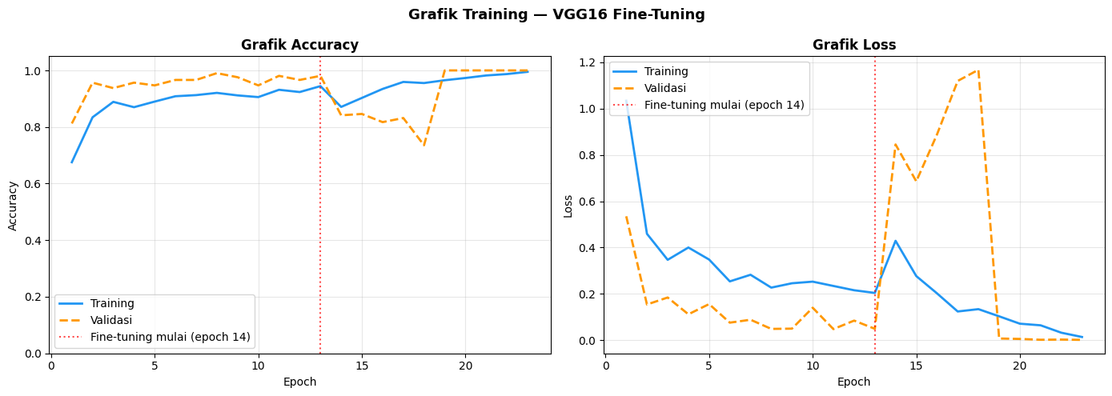 Grafik Training — VGG16 Fine-Tuning
Grafik Accuracy
1.0
0.8
0.6
0.4
0.2
0.0
Accuracy
Training
Validasi
Fine-tuning mulai (epoch 14)
0 5 10 15 20
Epoch
Grafik Loss
1.2
1.0
0.8
0.6
0.4
0.2
0.0
Loss
Training
Validasi
Fine-tuning mulai (epoch 14)
0 5 10 15 20
Epoch